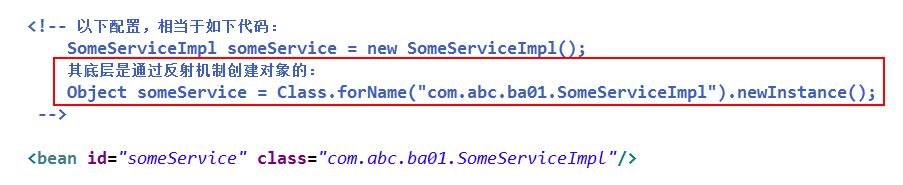 <!-- 以下配置，相当于如下代码：
SomeServiceImpl someService = new SomeServiceImpl();
其底层是通过反射机制创建对象的：
Object someService = Class.forName("com.abc.ba01.SomeServiceImpl").newInstance();
-->
<bean id="someService" class="com.abc.ba01.SomeServiceImpl"/>